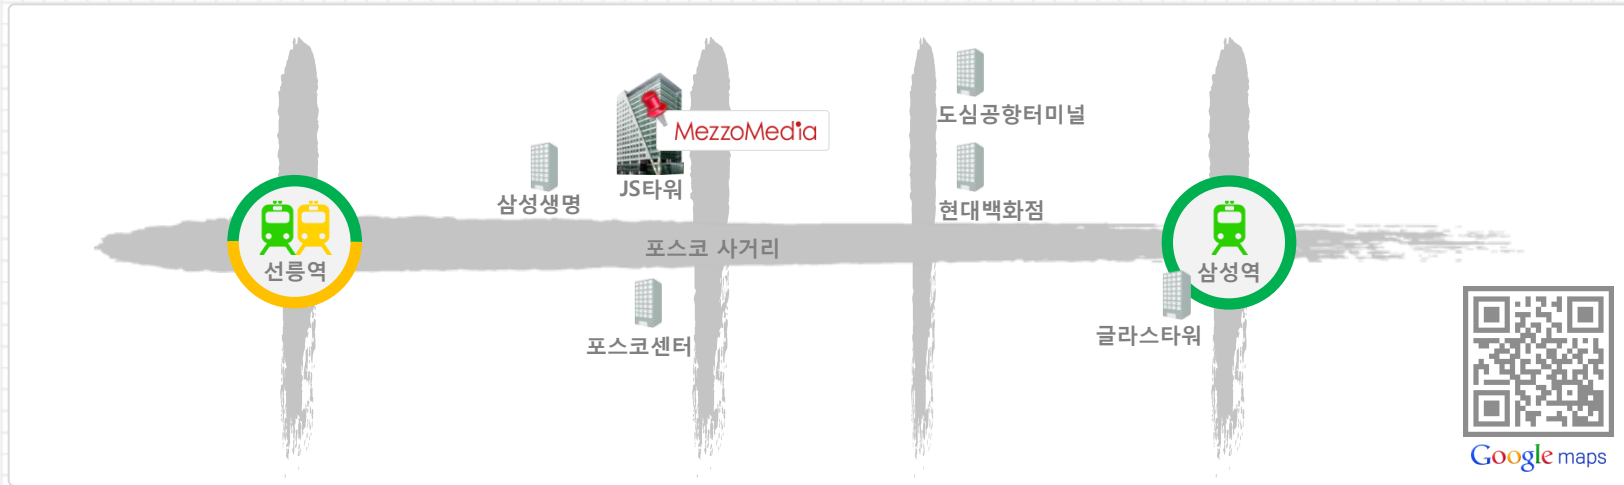 도심공항터미널
MezzoMedia
JS타워
삼성생명
현대백화점
포스코 사거리
선릉역
삼성역
글라스타워
포스코센터
Google maps